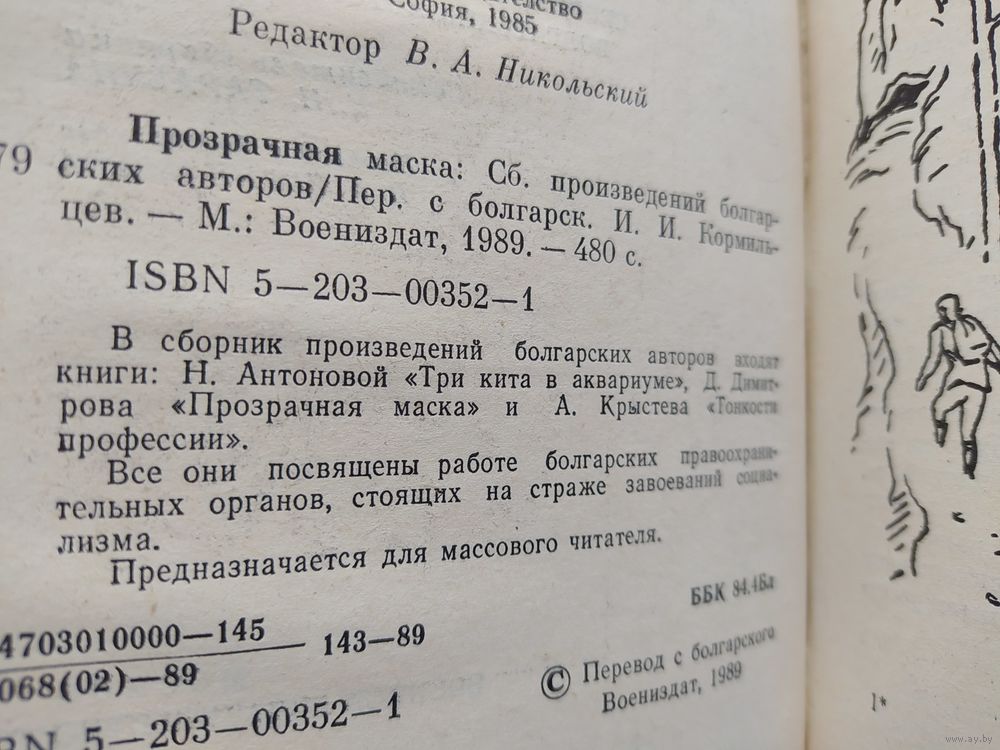 София, 1985
Редактор В. А. Никольский
Прозрачная маска: Сб. произведений болгар-
79 ских авторов/Пер. с болгарск. И. И. Кормиль-
цев. — М.: Воениздат, 1989. — 480 с.
ISBN 5—203—00352—1
В сборник произведений болгарских авторов входят
книги: Н. Антоновой «Три кита в аквариуме», Д. Димит-
рова «Прозрачная маска» и А. Крыстева «Тонкости
профессии».
Все они посвящены работе болгарских правоохрани-
тельных органов, стоящих на страже завоеваний социа-
лизма.
Предназначается для массового читателя.
ББК 84.4Бл
4703010000—145
068(02)—89
143—89
© Перевод с болгарского
Воениздат, 1989
5—203—00352—1
1*
www.ay.by